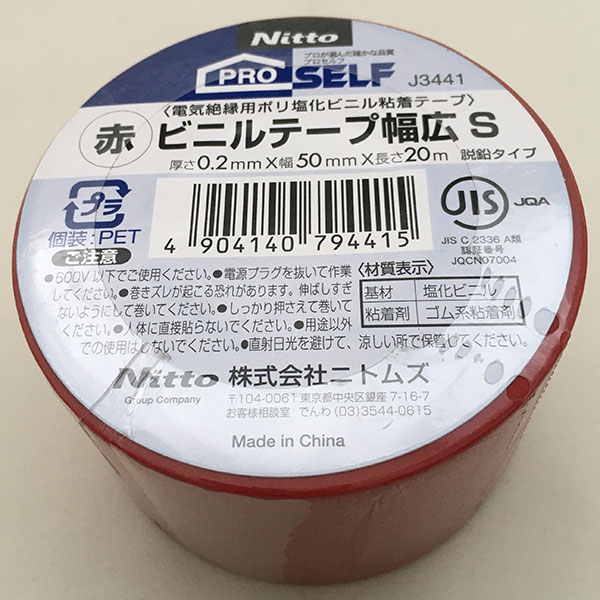 Nitto
プロが選んだ確かな品質
プロセルフ
PRO SELF J3441
〈電気絶縁用ポリ塩化ビニル粘着テープ〉
赤 ビニルテープ幅広 S
厚さ0.2mm×幅50mm×長さ20m 脱鉛タイプ
プラ
個装:PET
4 904140 794415
JIS JQA
JIS C 2336 A類
認証番号
JQCN07004
ご注意
●600V以下でご使用ください。●電源プラグを抜いて作業
してください。●巻きズレが起こる恐れがあります。伸ばしすぎ
ないようにして巻いてください。●しっかり押さえて巻いて
ください。●人体に直接貼らないでください。●用途以外
での使用はしないでください。●直射日光を避けて、涼しい所で保管してください。
〈材質表示〉
基材 塩化ビニル
粘着剤 ゴム系粘着剤
Nitto 株式会社ニトムズ
Group Company 〒104-0061 東京都中央区銀座 7-16-7
お客様相談室 でんわ (03)3544-0615
Made in China